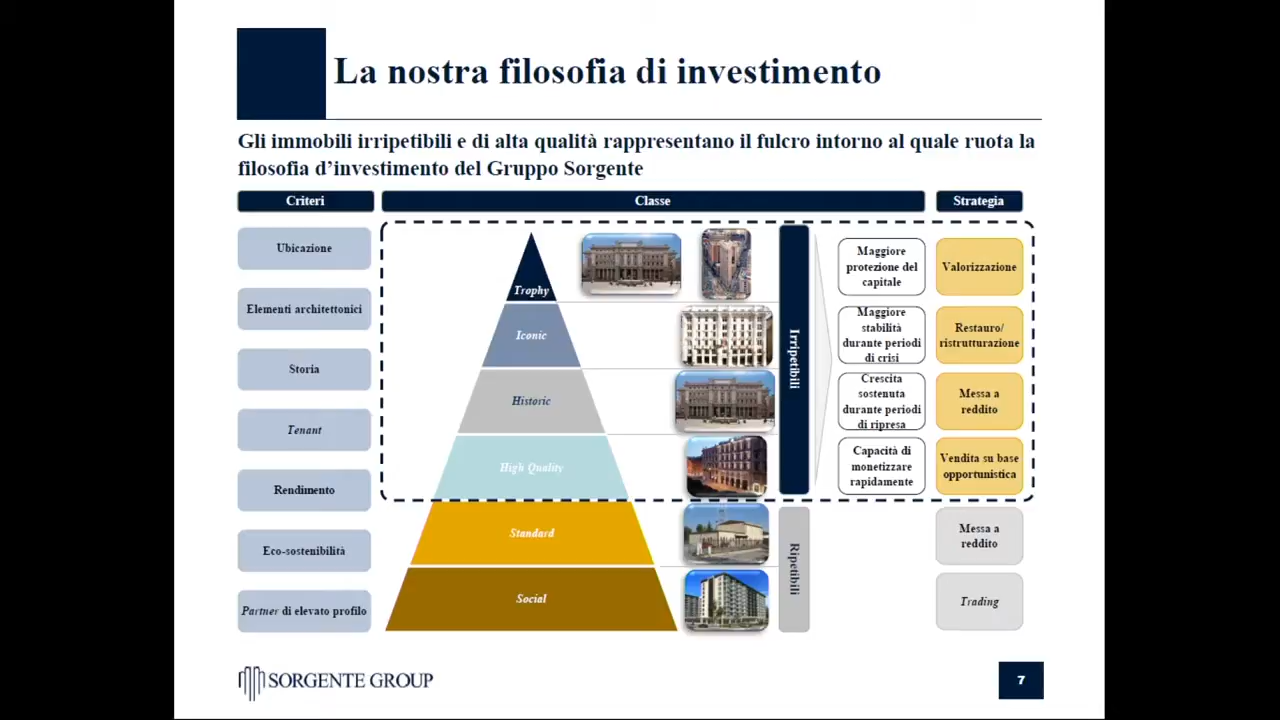 La nostra filosofia di investimento
Gli immobili irripetibili e di alta qualità rappresentano il fulcro intorno al quale ruota la
filosofia d'investimento del Gruppo Sorgente
Criteri
Classe
Strategia
Ubicazione
Elementi architettonici
Storia
Tenant
Rendimento
Eco-sostenibilità
Partner di elevato profilo
Trophy
Iconic
Historic
High Quality
Standard
Social
Irripetibili
Ripetibili
Maggiore
protezione del
capitale
Maggiore
stabilità
durante periodi
di crisi
Crescita
sostenuta
durante periodi
di ripresa
Capacità di
monetizzare
rapidamente
Valorizzazione
Restauro/
ristrutturazione
Messa a
reddito
Vendita su base
opportunistica
Messa a
reddito
Trading
SORGENTE GROUP
7